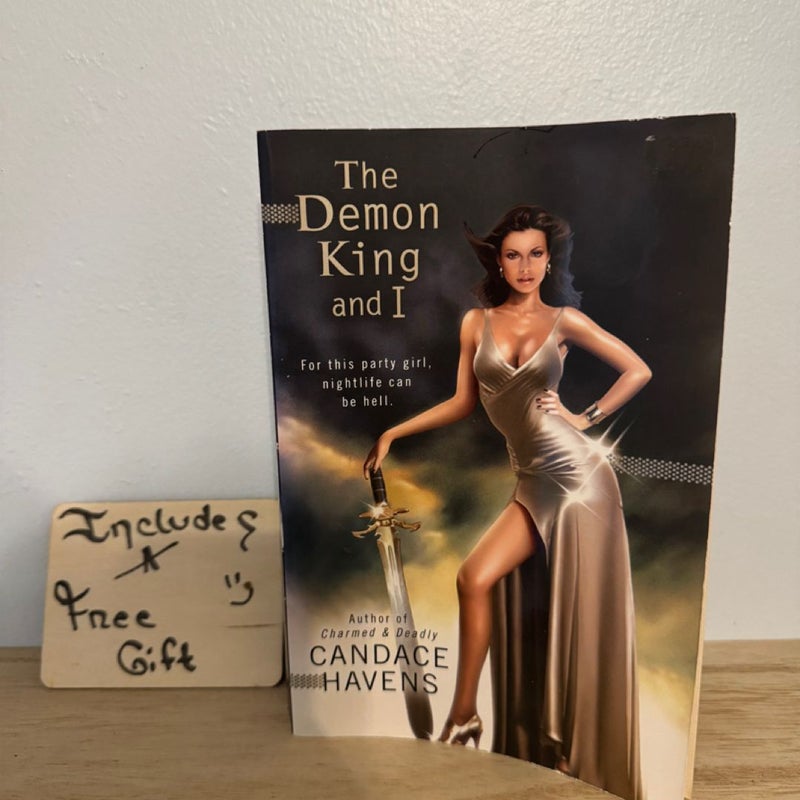 Includes
A
Free
Gift
The
Demon
King
and I
For this party girl,
nightlife can
be hell.
Author of
Charmed & Deadly
CANDACE
HAVENS